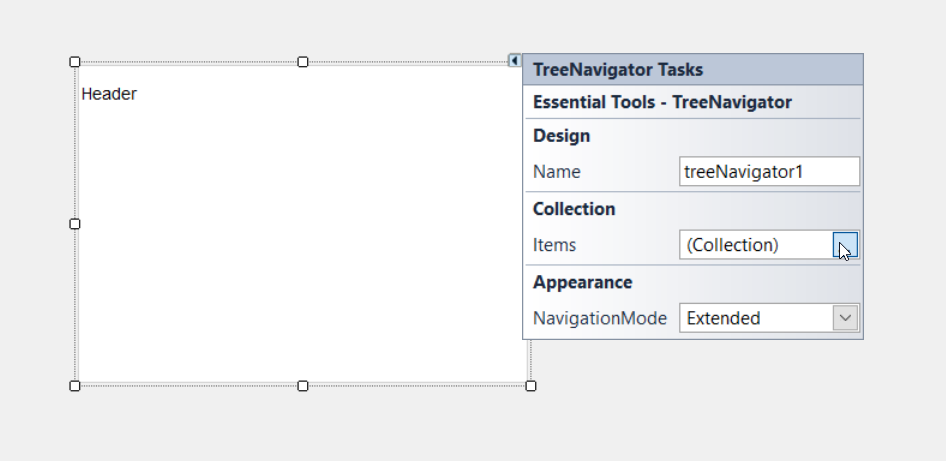 Header
TreeNavigator Tasks
Essential Tools - TreeNavigator
Design
Name treeNavigator1
Collection
Items (Collection)
Appearance
NavigationMode Extended